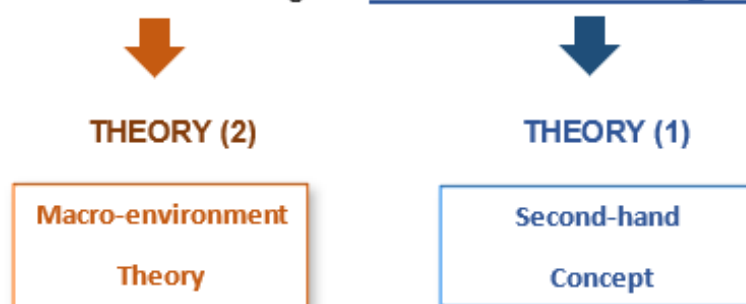 THEORY (2)
THEORY (1)
Macro-environment
Theory
Second-hand
Concept